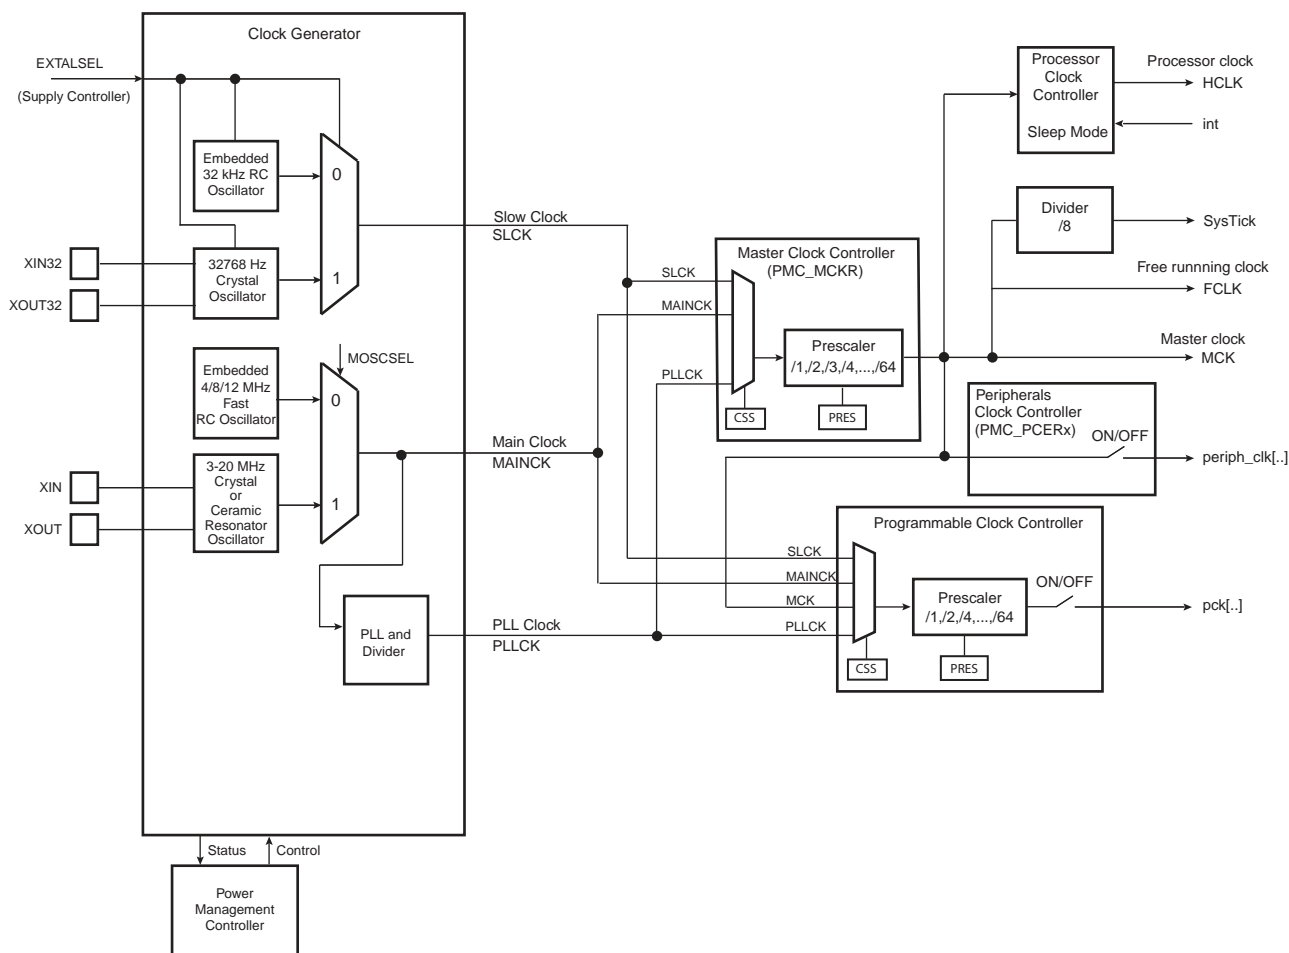 Clock Generator
EXTALSEL
(Supply Controller)
Embedded
32 kHz RC
Oscillator
0
XIN32
XOUT32
32768 Hz
Crystal
Oscillator
1
Slow Clock
SLCK
Embedded
4/8/12 MHz
Fast
RC Oscillator
MOSCSEL
0
XIN
XOUT
3-20 MHz
Crystal
or
Ceramic
Resonator
Oscillator
1
Main Clock
MAINCK
PLL and
Divider
PLL Clock
PLLCK
Status
Control
Power
Management
Controller
Master Clock Controller
(PMC_MCKR)
SLCK
MAINCK
PLLCK
Prescaler
/1,/2,/3,/4,...,/64
CSS
PRES
Processor
Clock
Controller
Sleep Mode
Processor clock
HCLK
int
Divider
/8
SysTick
Free runnning clock
FCLK
Master clock
MCK
Peripherals
Clock Controller
(PMC_PCERx)
ON/OFF
periph_clk[..]
Programmable Clock Controller
SLCK
MAINCK
MCK
PLLCK
Prescaler
/1,/2,/4,...,/64
ON/OFF
pck[..]
CSS
PRES